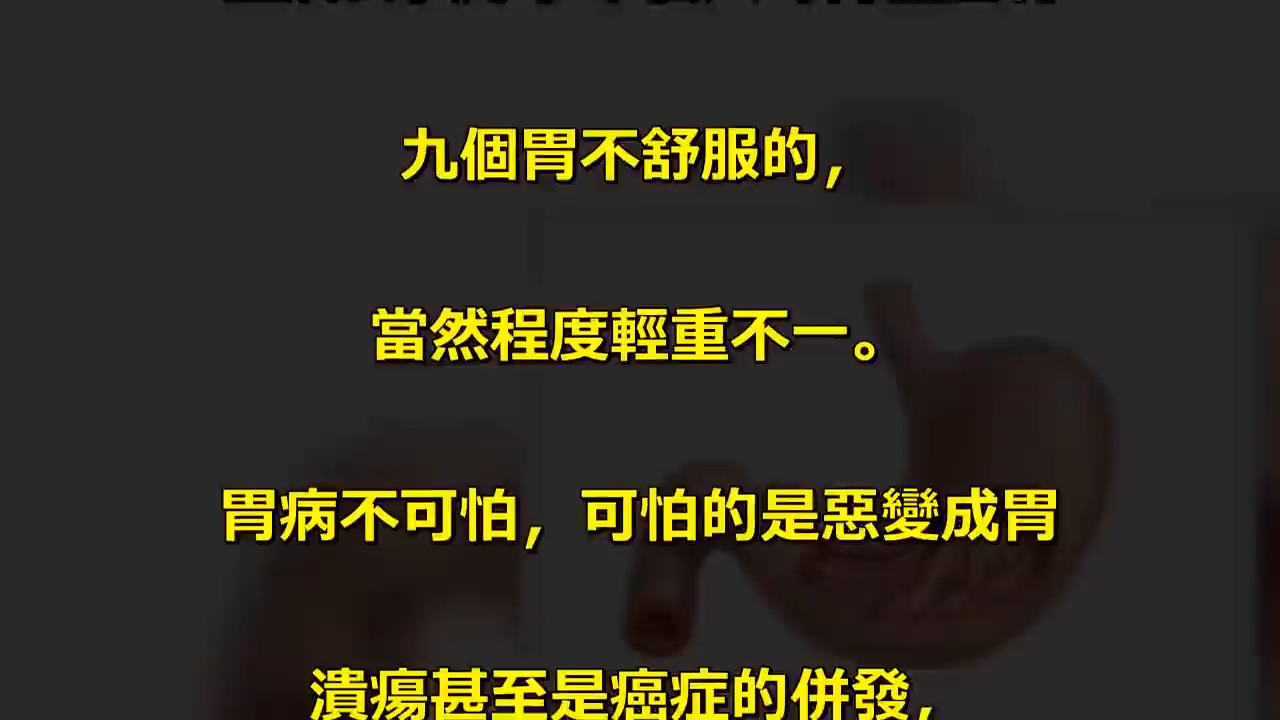 九個胃不舒服的，
當然程度輕重不一。
胃病不可怕，可怕的是惡變成胃
潰瘍甚至是癌症的併發，